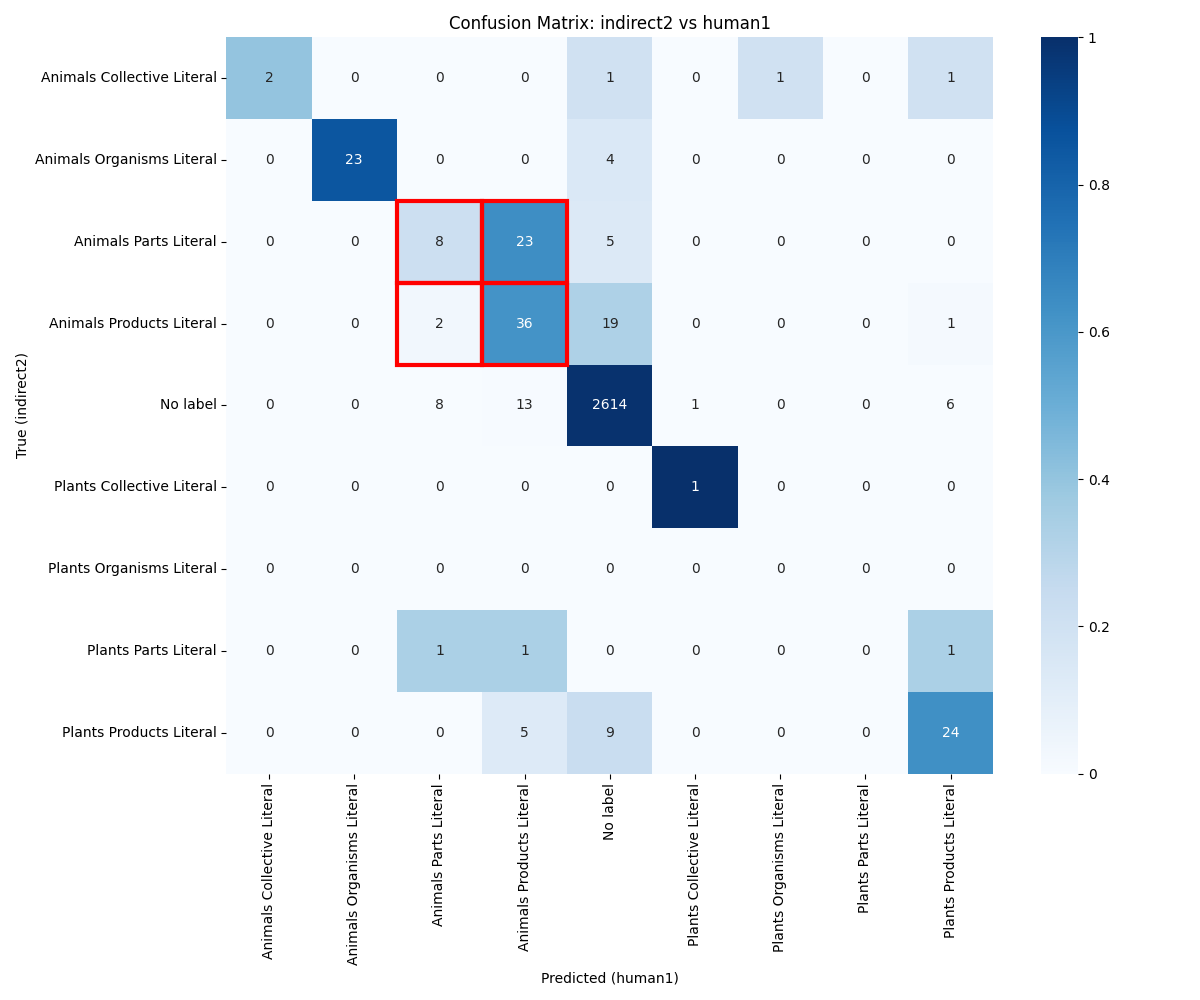 Confusion Matrix: indirect2 vs human1
Animals Collective Literal 2 0 0 0 1 0 1 0 1
Animals Organisms Literal 0 23 0 0 4 0 0 0 0
Animals Parts Literal 0 0 8 23 5 0 0 0 0
Animals Products Literal 0 0 2 36 19 0 0 0 1
No label 0 0 8 13 2614 1 0 0 6
Plants Collective Literal 0 0 0 0 0 1 0 0 0
Plants Organisms Literal 0 0 0 0 0 0 0 0 0
Plants Parts Literal 0 0 1 1 0 0 0 0 1
Plants Products Literal 0 0 0 5 9 0 0 0 24
True (indirect2)
Animals Collective Literal
Animals Organisms Literal
Animals Parts Literal
Animals Products Literal
No label
Plants Collective Literal
Plants Organisms Literal
Plants Parts Literal
Plants Products Literal
Predicted (human1)
1
0.8
0.6
0.4
0.2
0